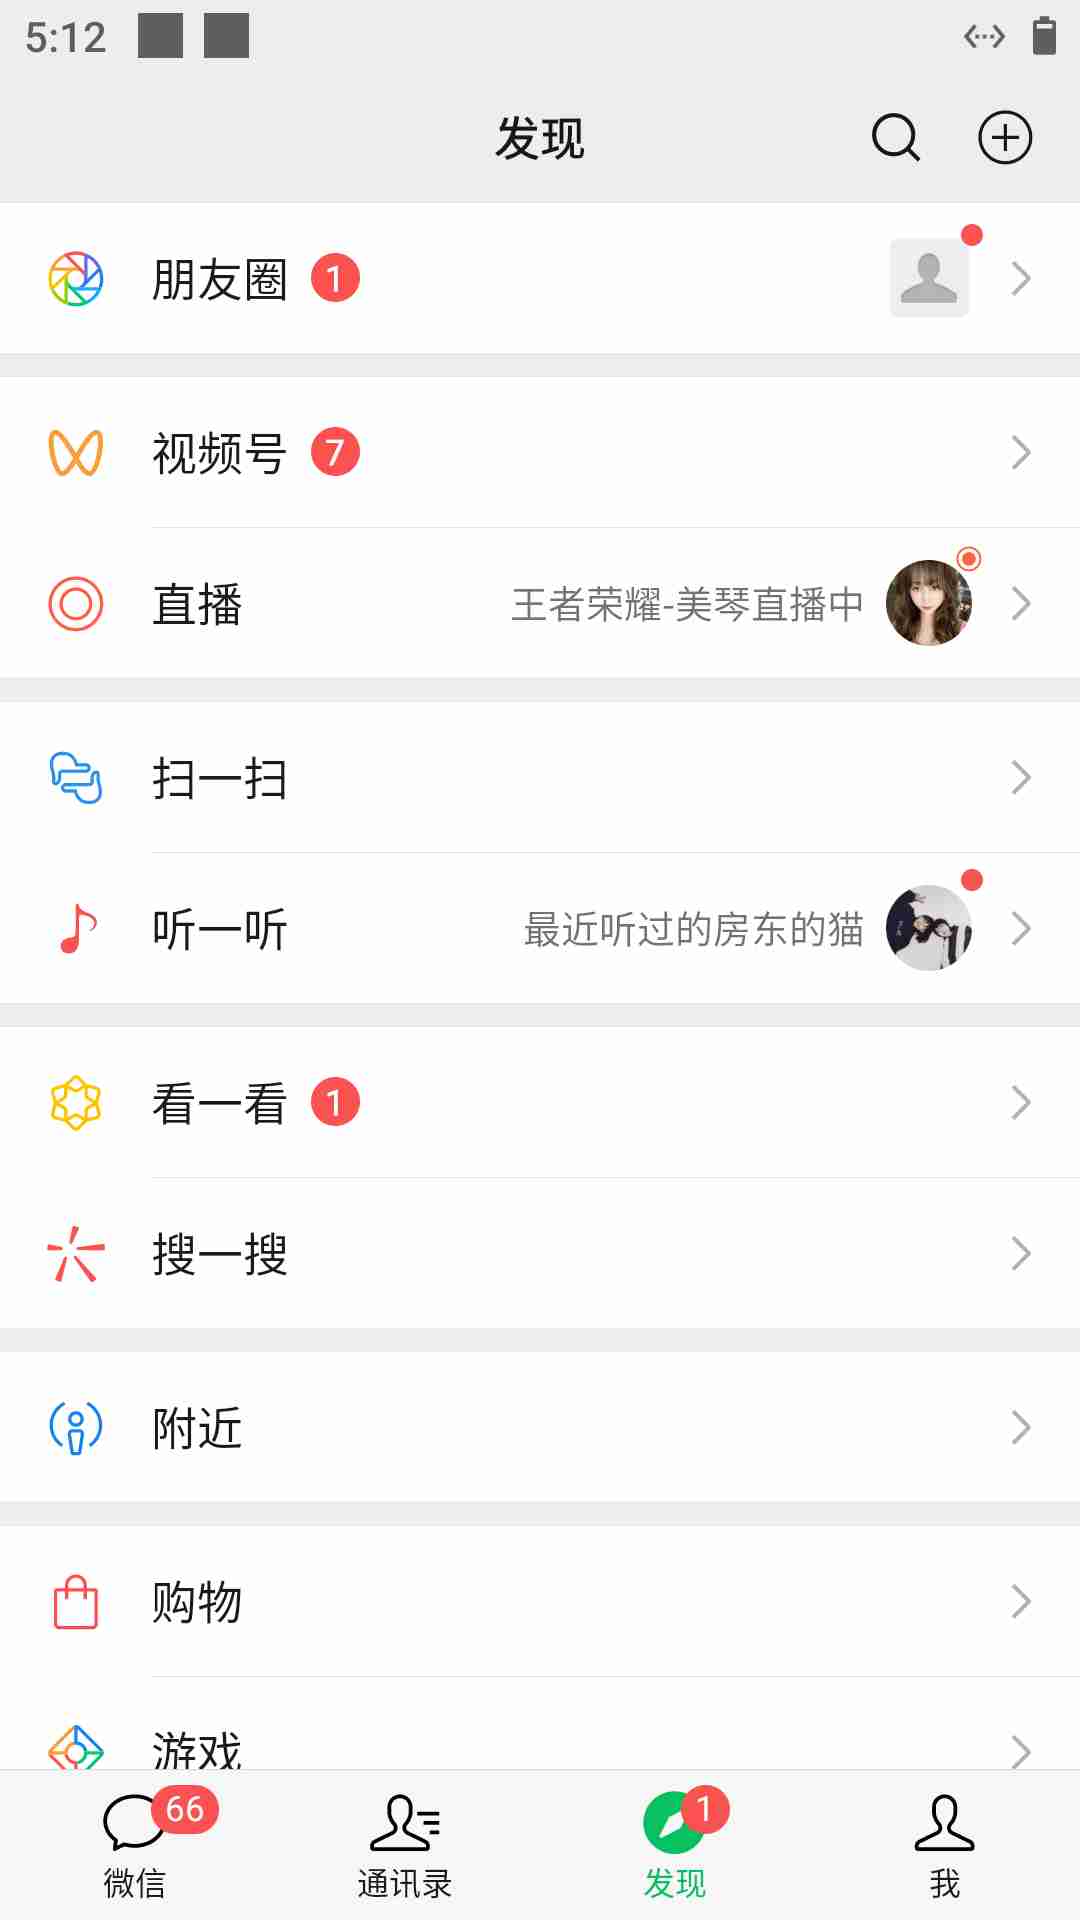 5:12
发现
朋友圈 1
视频号 7
直播 王者荣耀-美琴直播中
扫一扫
听一听 最近听过的房东的猫
看一看 1
搜一搜
附近
购物
游戏
66 1
微信 通讯录 发现 我